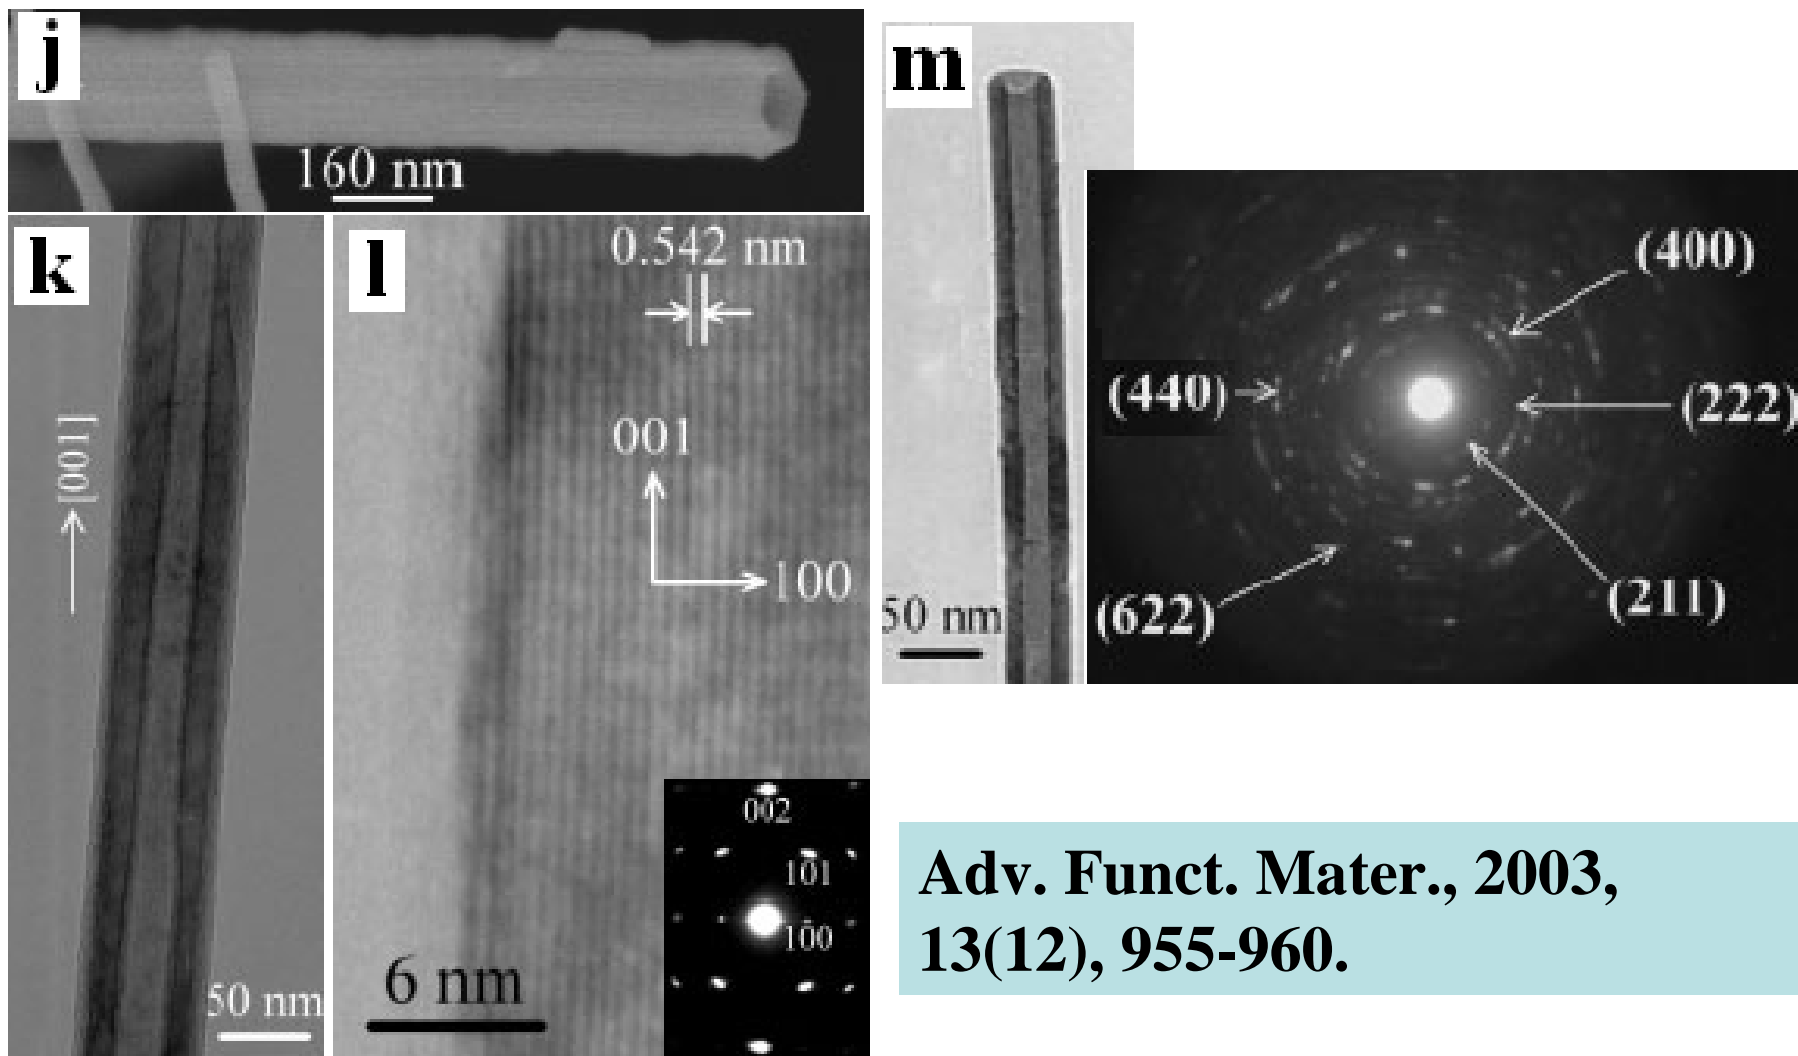 j
160 nm
k
[001]
50 nm
l
0.542 nm
001
100
002
101
100
6 nm
m
50 nm
(400)
(440)
(222)
(622)
(211)
Adv. Funct. Mater., 2003,
13(12), 955-960.